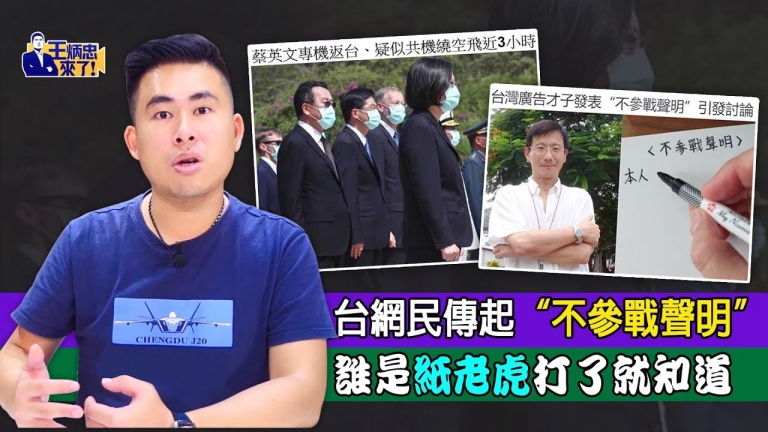 王炳忠
來了!
蔡英文專機返台、疑似共機繞空飛近3小時
台灣廣告才子發表“不參戰聲明”引發討論
〈不參戰聲明〉
本人
My Name
CHENGDU J20
台網民傳起“不參戰聲明”
誰是紙老虎打了就知道